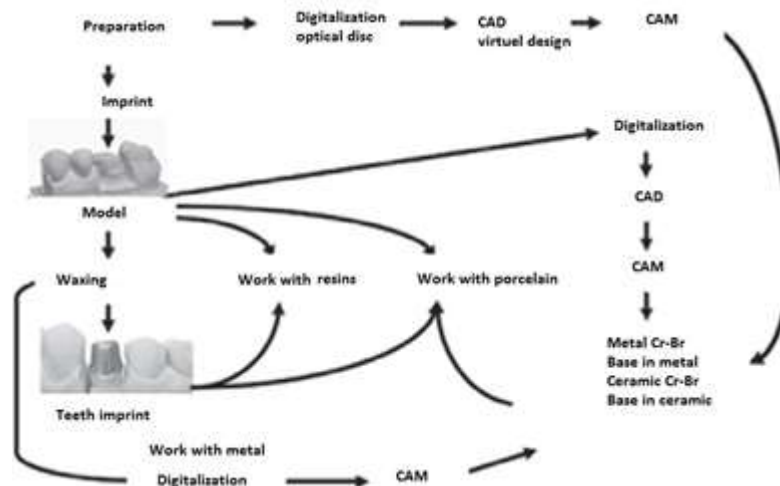 Preparation
Digitalization
optical disc
CAD
virtuel design
CAM
Imprint
Digitalization
Model
CAD
CAM
Waxing
Work with resins
Work with porcelain
Metal Cr-Br
Base in metal
Ceramic Cr-Br
Base in ceramic
Teeth imprint
Work with metal
Digitalization
CAM